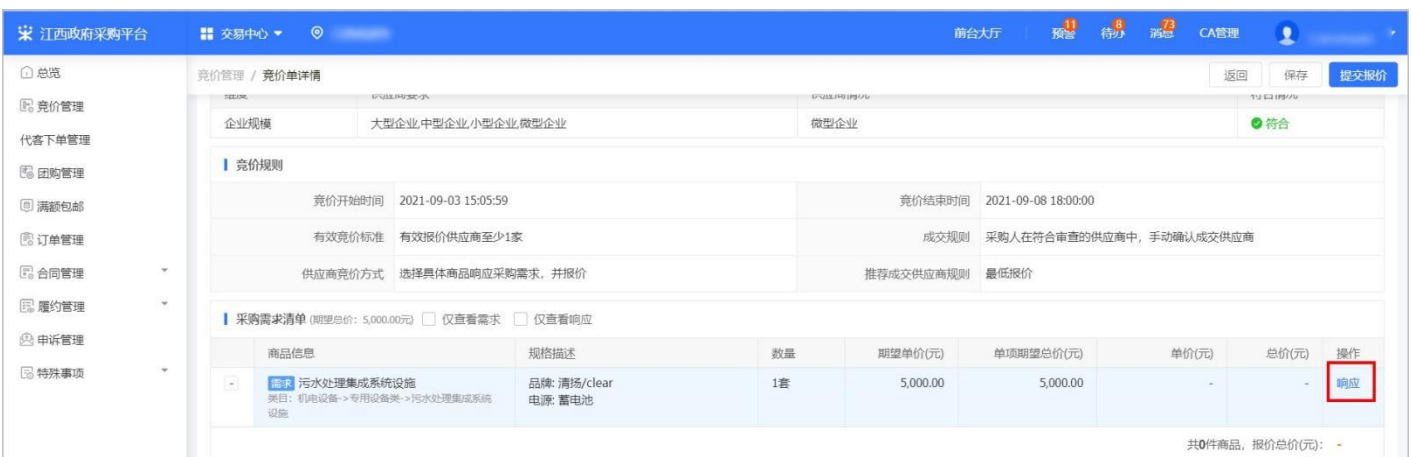 江西政府采购平台 交易中心 前台大厅 预警 11 待办 8 消息 73 CA管理
总览
竞价管理
代客下单管理
团购管理
满额包邮
订单管理
合同管理
履约管理
申诉管理
特殊事项
竞价管理 / 竞价单详情 返回 保存 提交报价
企业规模 大型企业,中型企业,小型企业,微型企业 微型企业 符合
竞价规则
竞价开始时间 2021-09-03 15:05:59 竞价结束时间 2021-09-08 18:00:00
有效竞价标准 有效报价供应商至少1家 成交规则 采购人在符合审查的供应商中，手动确认成交供应商
供应商竞价方式 选择具体商品响应采购需求，并报价 推荐成交供应商规则 最低报价
采购需求清单 (期望总价：5,000.00元) 仅查看需求 仅查看响应
商品信息 规格描述 数量 期望单价(元) 单项期望总价(元) 单价(元) 总价(元) 操作
需求 污水处理集成系统设施 品牌: 清扬/clear 1套 5,000.00 5,000.00 - - 响应
类目：机电设备->专用设备类->污水处理集成系统 电源: 蓄电池
设施
共0件商品，报价总价(元)： -